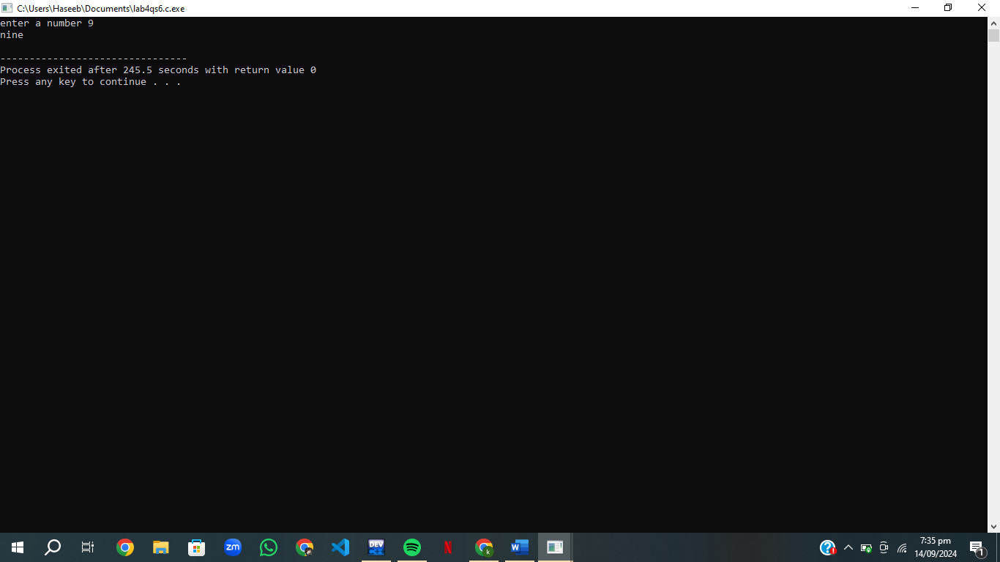 C:\Users\Haseeb\Documents\lab4qs6.c.exe
enter a number 9
nine
--------------------------------
Process exited after 245.5 seconds with return value 0
Press any key to continue . . .
zm
DEV
C++
N
k
W
?
!
7:35 pm
14/09/2024
1